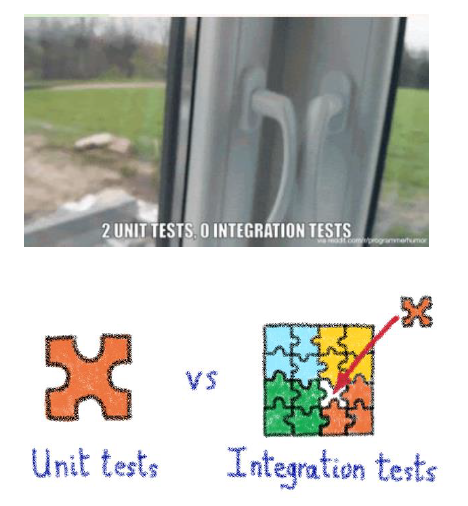 2 UNIT TESTS, 0 INTEGRATION TESTS
via reddit.com/r/programmerhumor
vs
Unit tests
Integration tests